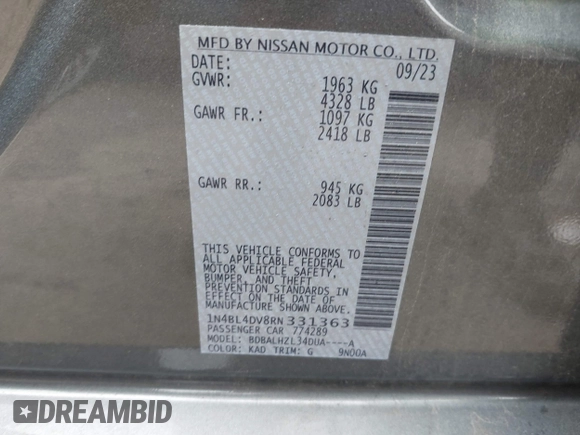 MFD BY NISSAN MOTOR CO., LTD.
DATE: 09/23
GVWR: 1963 KG
4328 LB
GAWR FR.: 1097 KG
2418 LB
GAWR RR.: 945 KG
2083 LB
THIS VEHICLE CONFORMS TO
ALL APPLICABLE FEDERAL
MOTOR VEHICLE SAFETY,
BUMPER, AND THEFT
PREVENTION STANDARDS IN
EFFECT ON THE DATE OF
MANUFACTURE SHOWN ABOVE.
1N4BL4DV8RN331363
PASSENGER CAR 774289
MODEL: BDBALHZL34DUA----A
COLOR: KAD TRIM: G 9N00A
DREAMBID